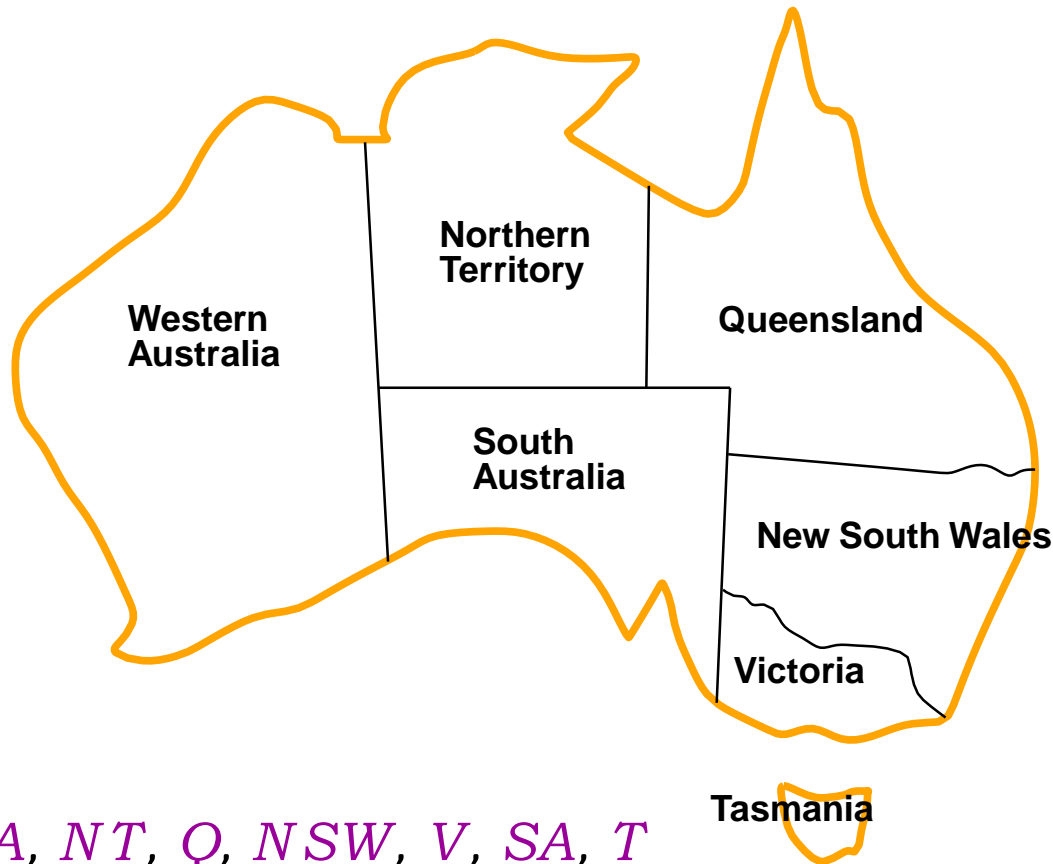 Northern
Territory
Western
Australia
Queensland
South
Australia
New South Wales
Victoria
Tasmania
A, NT, Q, NSW, V, SA, T